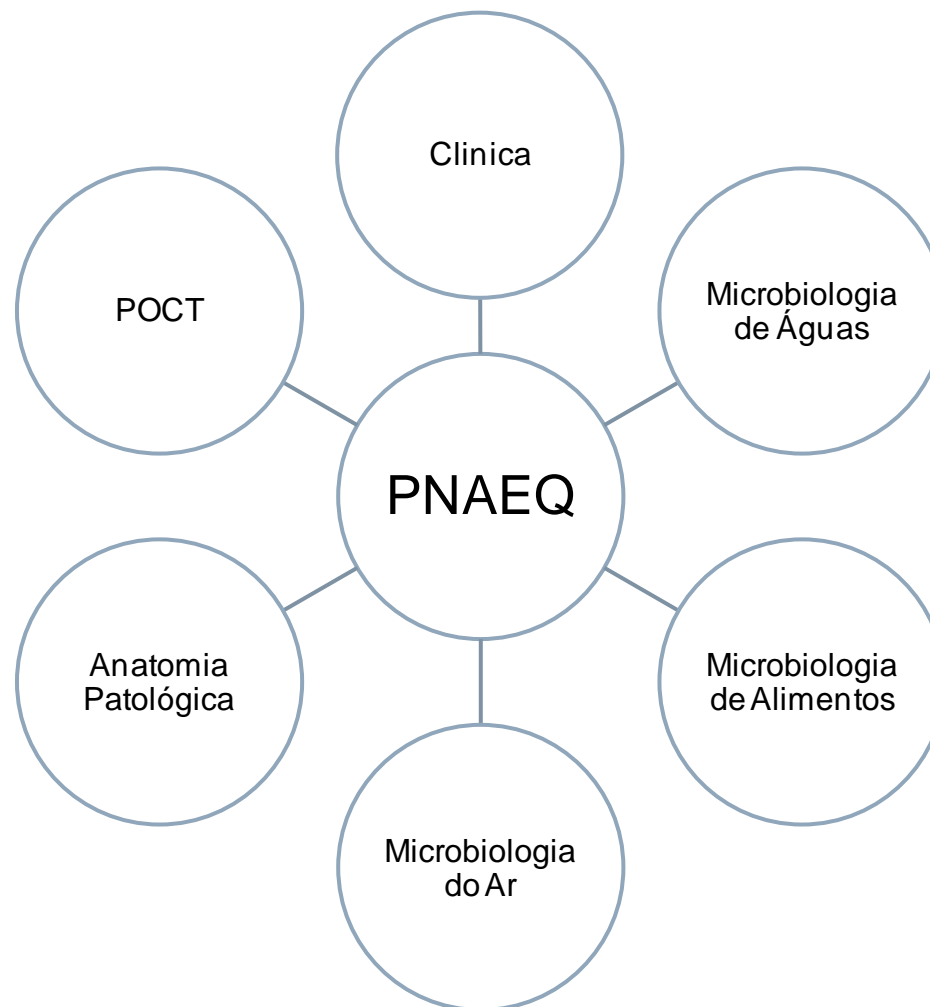 Clinica
POCT
Microbiologia
de Águas
PNAEQ
Anatomia
Patológica
Microbiologia
de Alimentos
Microbiologia
do Ar